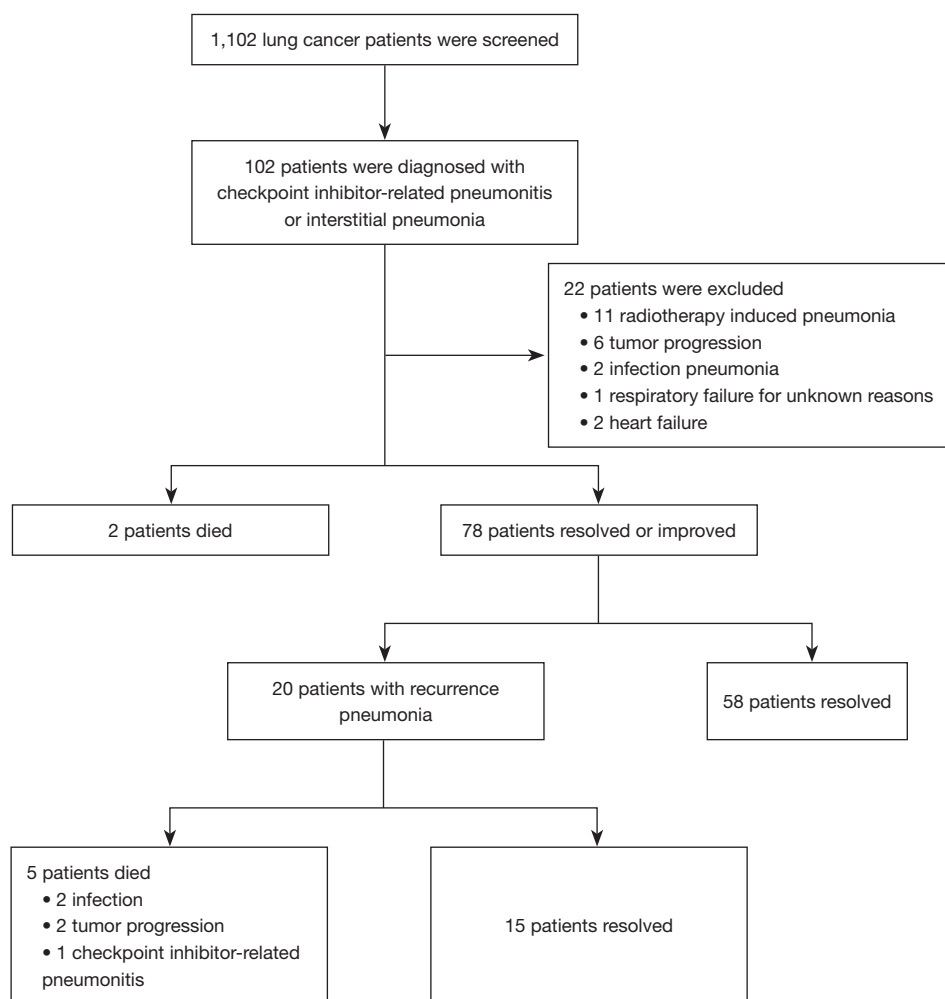 1,102 lung cancer patients were screened
102 patients were diagnosed with
checkpoint inhibitor-related pneumonitis
or interstitial pneumonia
22 patients were excluded
• 11 radiotherapy induced pneumonia
• 6 tumor progression
• 2 infection pneumonia
• 1 respiratory failure for unknown reasons
• 2 heart failure
2 patients died
78 patients resolved or improved
20 patients with recurrence
pneumonia
58 patients resolved
5 patients died
• 2 infection
• 2 tumor progression
• 1 checkpoint inhibitor-related
pneumonitis
15 patients resolved